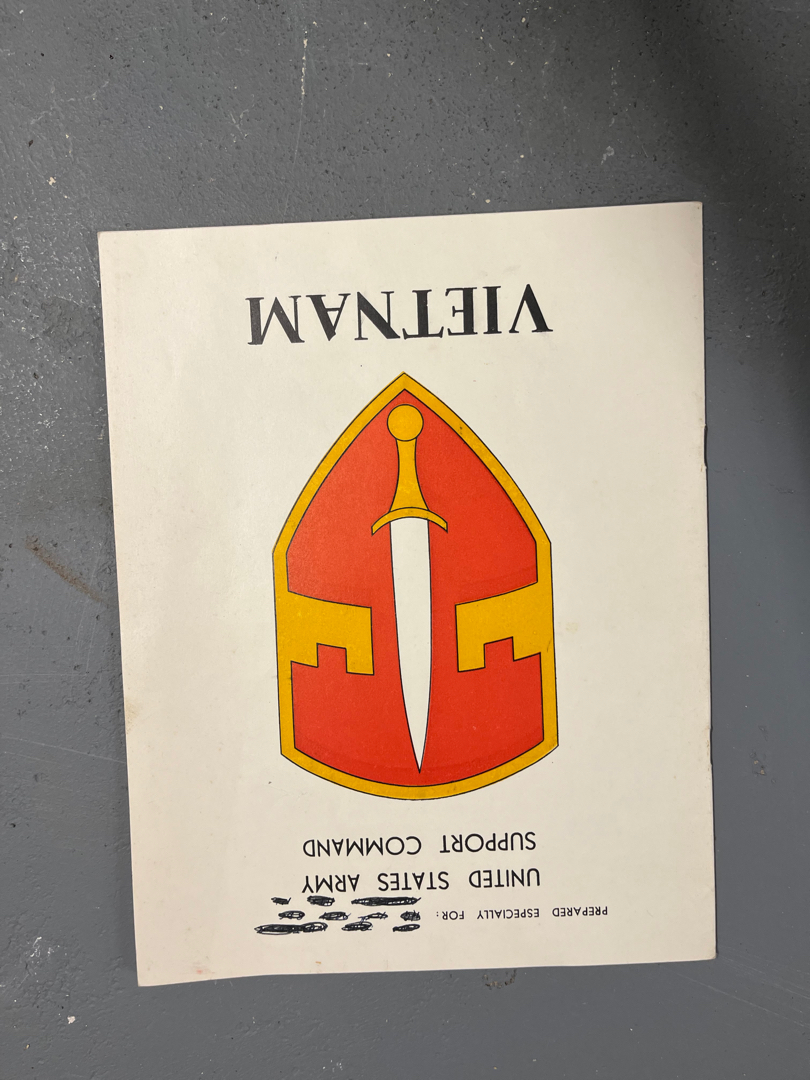 PREPARED ESPECIALLY FOR:
UNITED STATES ARMY
SUPPORT COMMAND
VIETNAM